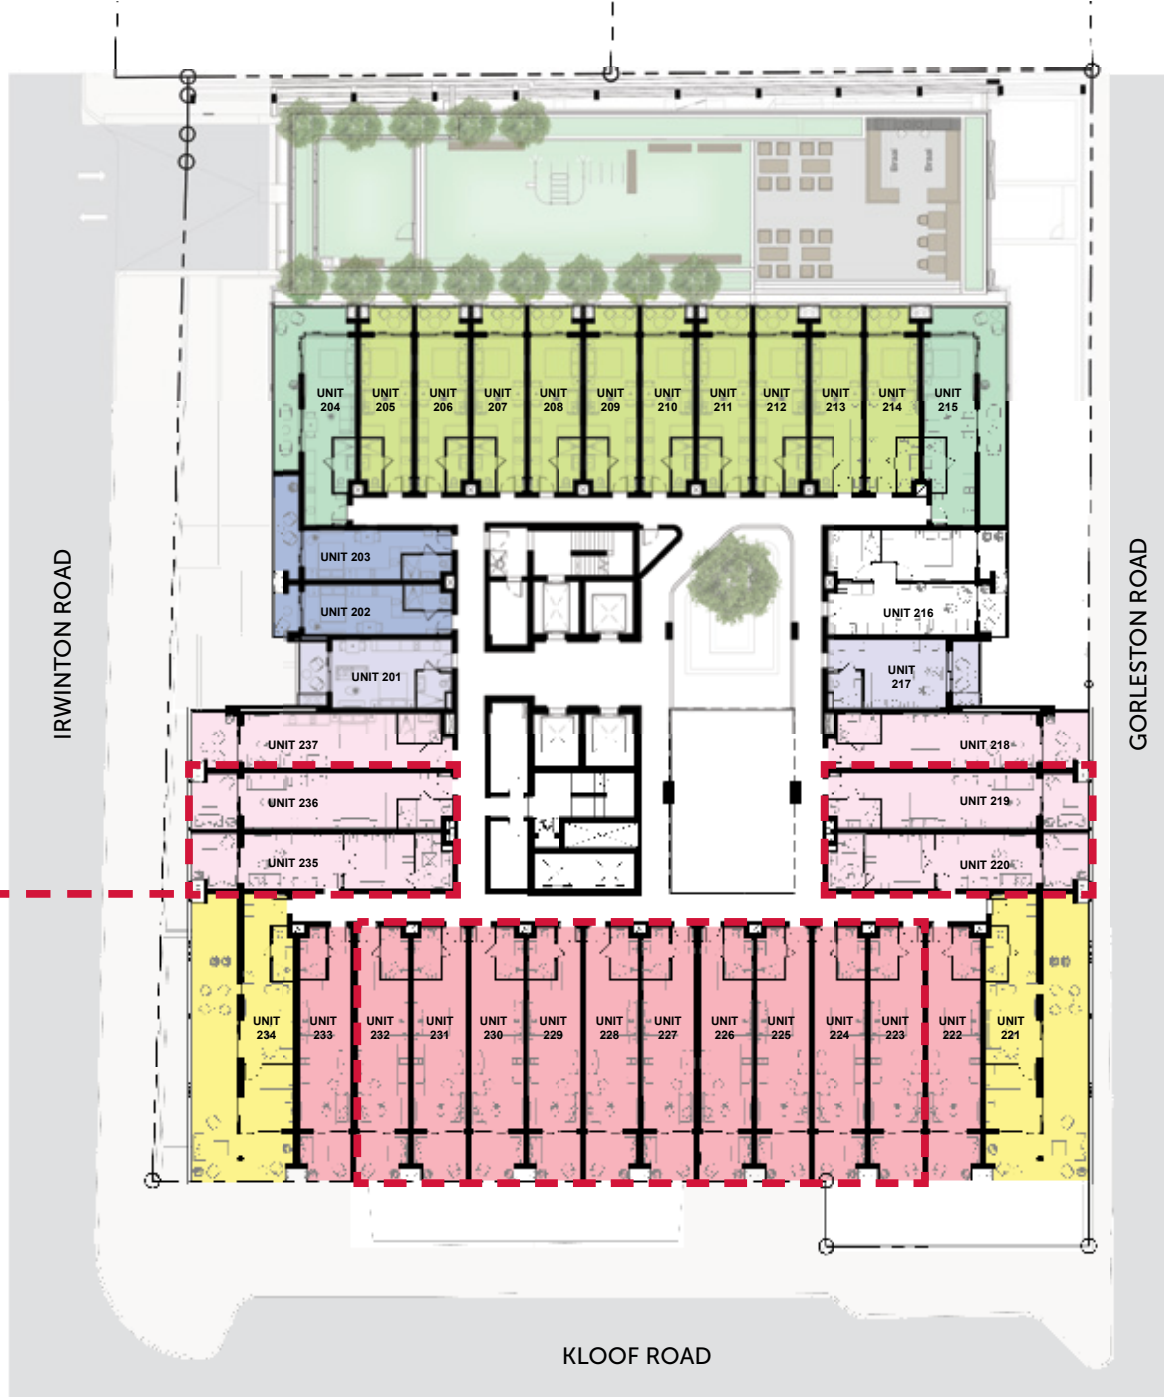 Braai
Braai
UNIT
204
UNIT
205
UNIT
206
UNIT
207
UNIT
208
UNIT
209
UNIT
210
UNIT
211
UNIT
212
UNIT
213
UNIT
214
UNIT
215
UNIT 203
UNIT 202
UNIT 216
UNIT 201
UNIT
217
IRWINTON ROAD
GORLESTON ROAD
UNIT 237
UNIT 218
UNIT 236
UNIT 219
UNIT 235
UNIT 220
UNIT
234
UNIT
233
UNIT
232
UNIT
231
UNIT
230
UNIT
229
UNIT
228
UNIT
227
UNIT
226
UNIT
225
UNIT
224
UNIT
223
UNIT
222
UNIT
221
KLOOF ROAD